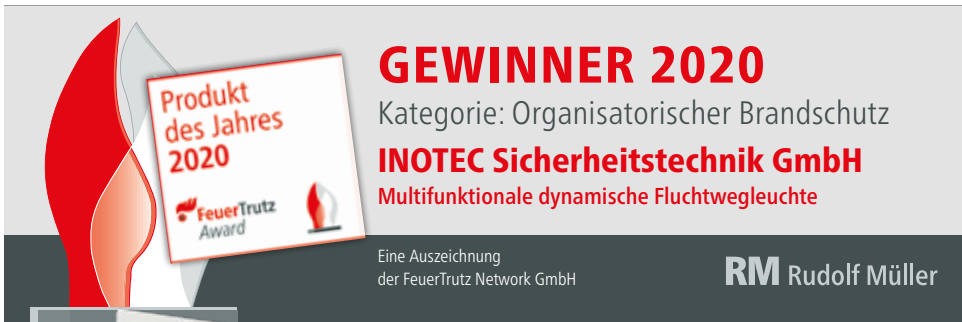 Produkt
des Jahres
2020
FeuerTrutz
Award
GEWINNER 2020
Kategorie: Organisatorischer Brandschutz
INOTEC Sicherheitstechnik GmbH
Multifunktionale dynamische Fluchtwegleuchte
Eine Auszeichnung
der FeuerTrutz Network GmbH
RM Rudolf Müller